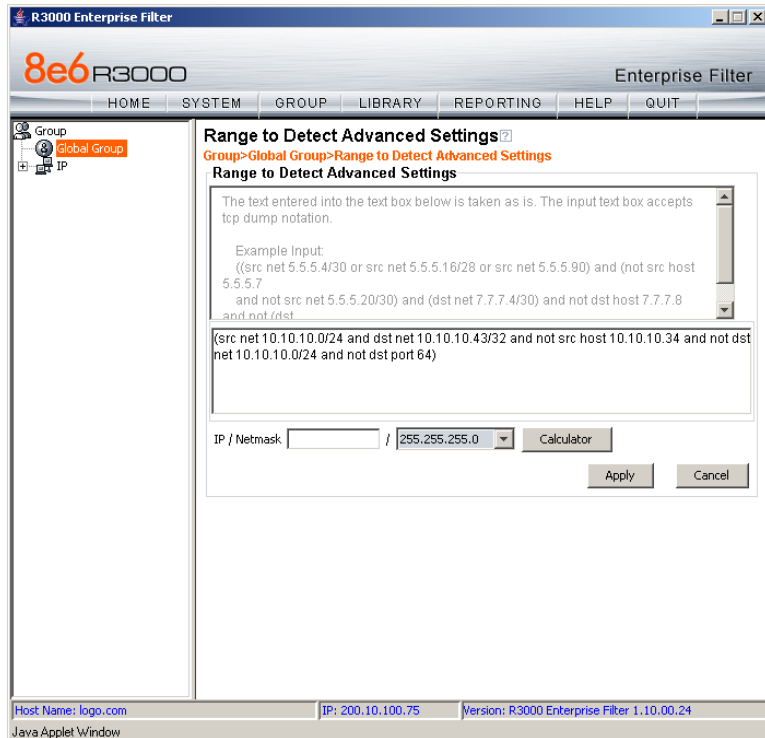 R3000 Enterprise Filter
8e6 R3000
Enterprise Filter
HOME SYSTEM GROUP LIBRARY REPORTING HELP QUIT
Group
Global Group
IP
Range to Detect Advanced Settings?
Group>Global Group>Range to Detect Advanced Settings
Range to Detect Advanced Settings
The text entered into the text box below is taken as is. The input text box accepts
tcp dump notation.
Example Input:
((src net 5.5.5.4/30 or src net 5.5.5.16/28 or src net 5.5.5.90) and (not src host
5.5.5.7
and not src net 5.5.5.20/30) and (dst net 7.7.7.4/30) and not dst host 7.7.7.8
and not (dst
(src net 10.10.10.0/24 and dst net 10.10.10.43/32 and not src host 10.10.10.34 and not dst
net 10.10.10.0/24 and not dst port 64)
IP / Netmask / 255.255.255.0 Calculator
Apply Cancel
Host Name: logo.com IP: 200.10.100.75 Version: R3000 Enterprise Filter 1.10.00.24
Java Applet Window